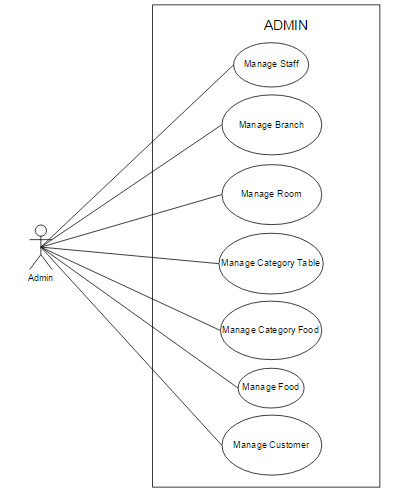 ADMIN
Manage Staff
Manage Branch
Manage Room
Manage Category Table
Admin
Manage Category Food
Manage Food
Manage Customer